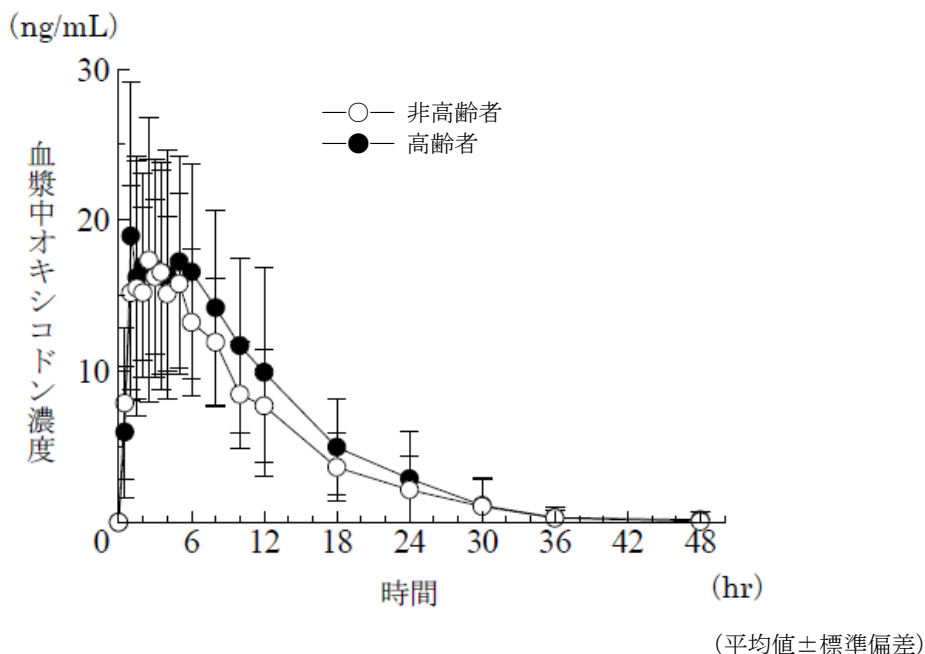 (ng/mL)
30
20
10
0
血漿中オキシコドン濃度
非高齢者
高齢者
6 12 18 24 30 36 42 48
時間
(hr)
(平均値±標準偏差)